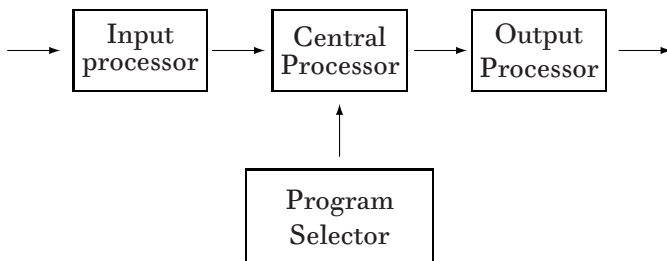 Input
processor
Central
Processor
Output
Processor
Program
Selector